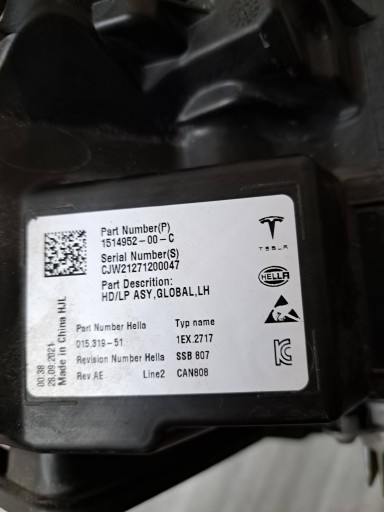 Part Number(P)
1514952-00-C
Serial Number(S)
CJW21271200047
Part Descrition:
HD/LP ASY,GLOBAL,LH
TESLA
HELLA
Part Number Hella
Typ name
015.319-51
1EX.2717
Revision Number Hella
SSB 807
Rev AE
Line2
CAN808
00:38
28.09.2021
Made in China HJL